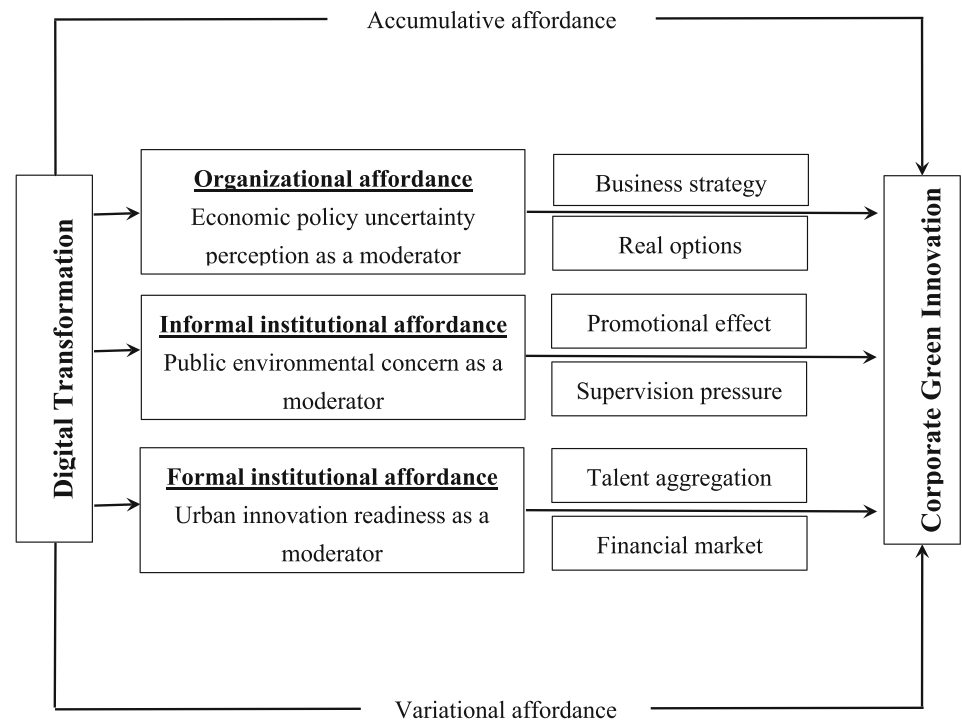 Accumulative affordance
Digital Transformation
Organizational affordance
Economic policy uncertainty
perception as a moderator
Business strategy
Real options
Informal institutional affordance
Public environmental concern as a
moderator
Promotional effect
Supervision pressure
Formal institutional affordance
Urban innovation readiness as a
moderator
Talent aggregation
Financial market
Corporate Green Innovation
Variational affordance